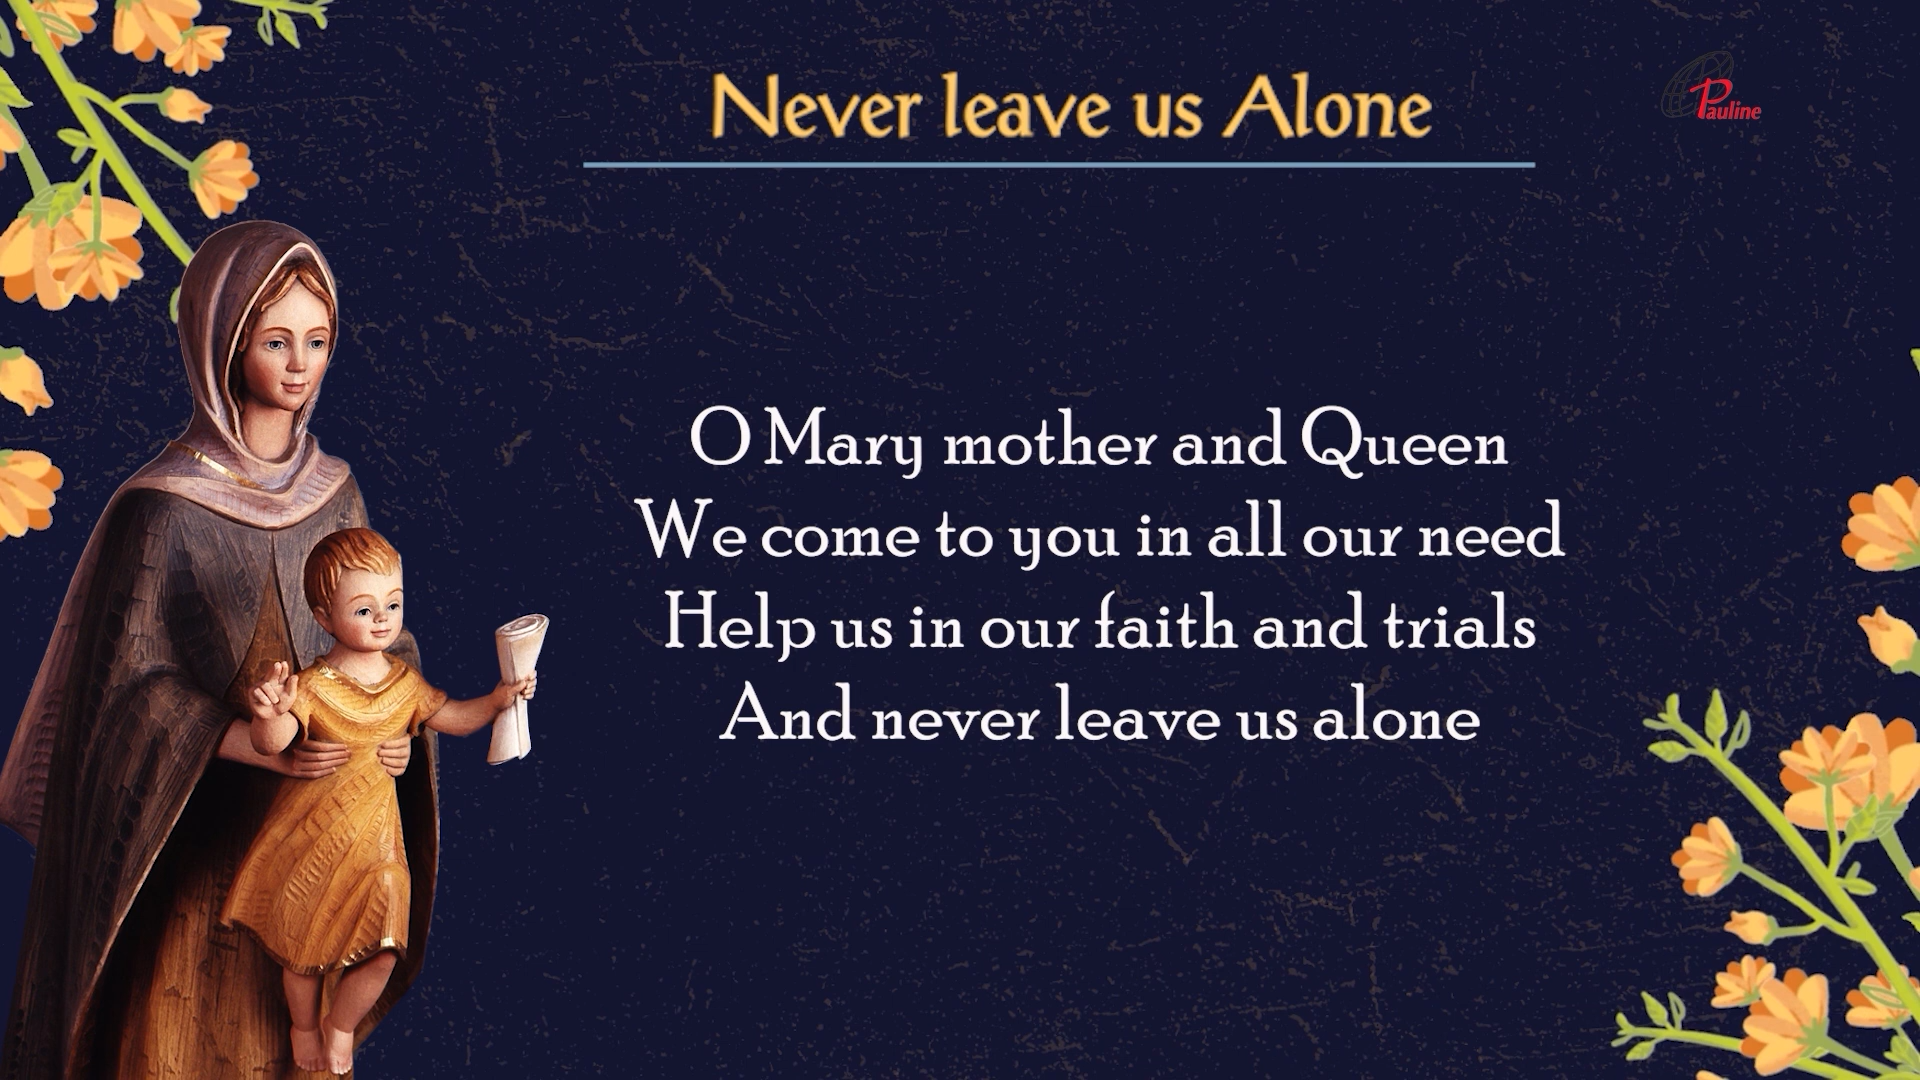 Never leave us Alone
Pauline
O Mary mother and Queen
We come to you in all our need
Help us in our faith and trials
And never leave us alone